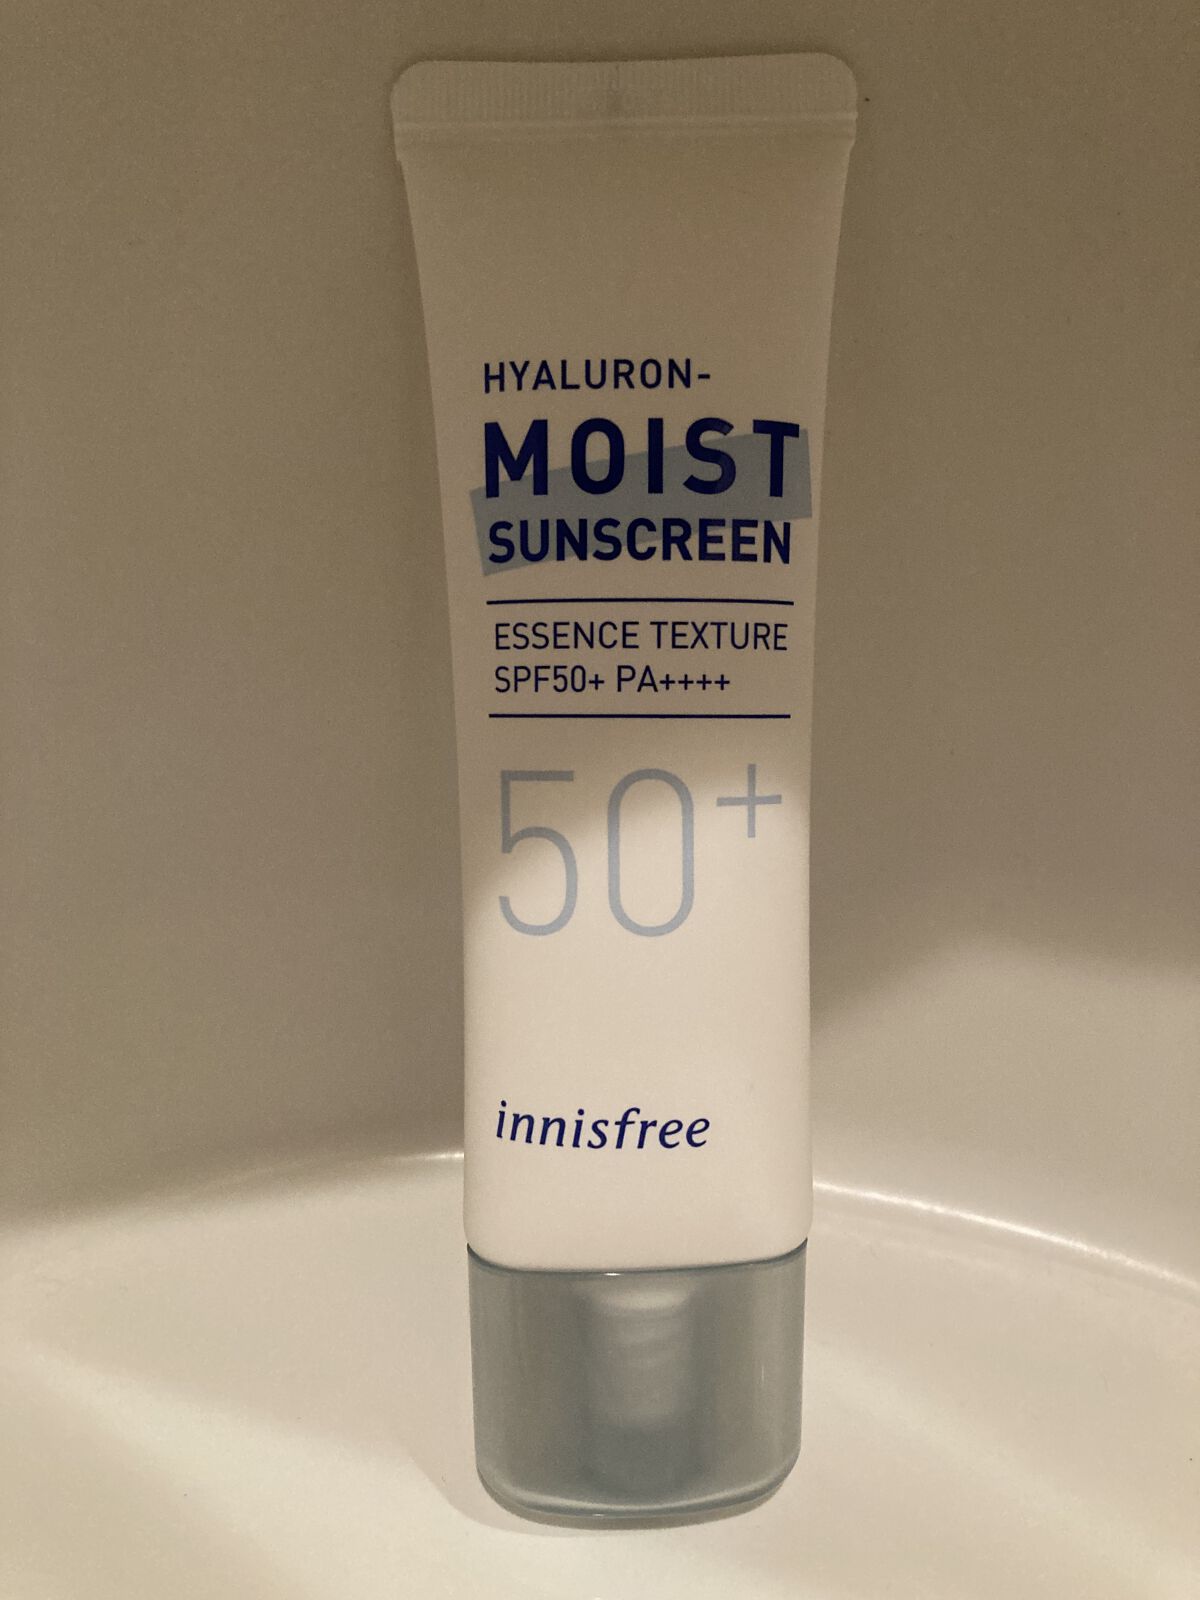 HYALURON-
MOIST
SUNSCREEN
ESSENCE TEXTURE
SPF50+ PA++++
50+
innisfree